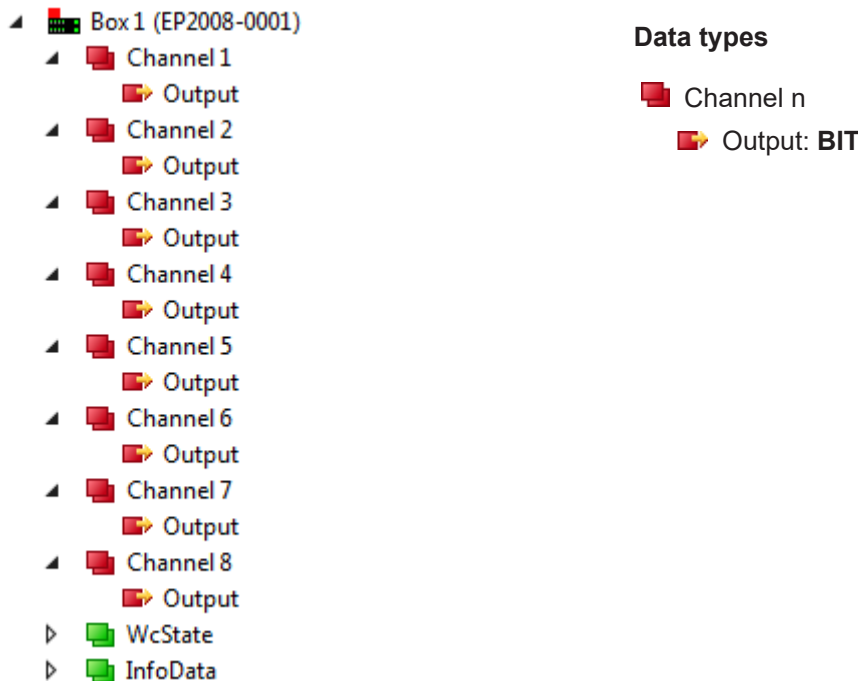 Box 1 (EP2008-0001)
Channel 1
Output
Channel 2
Output
Channel 3
Output
Channel 4
Output
Channel 5
Output
Channel 6
Output
Channel 7
Output
Channel 8
Output
WcState
InfoData
Data types
Channel n
Output: BIT